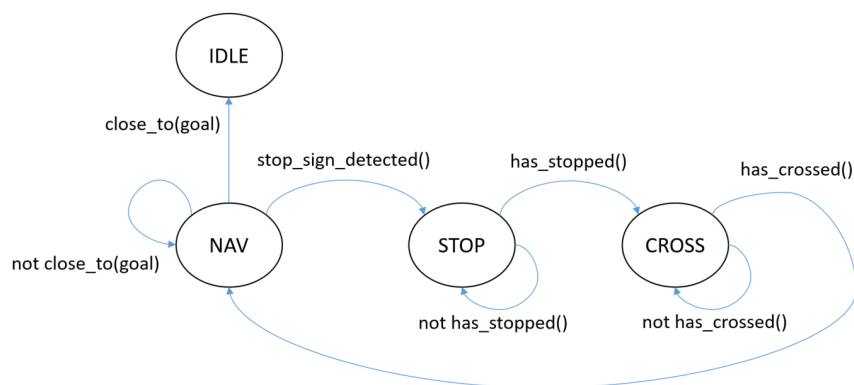 IDLE
close_to(goal)
stop_sign_detected()
has_stopped()
has_crossed()
NAV
STOP
CROSS
not close_to(goal)
not has_stopped()
not has_crossed()